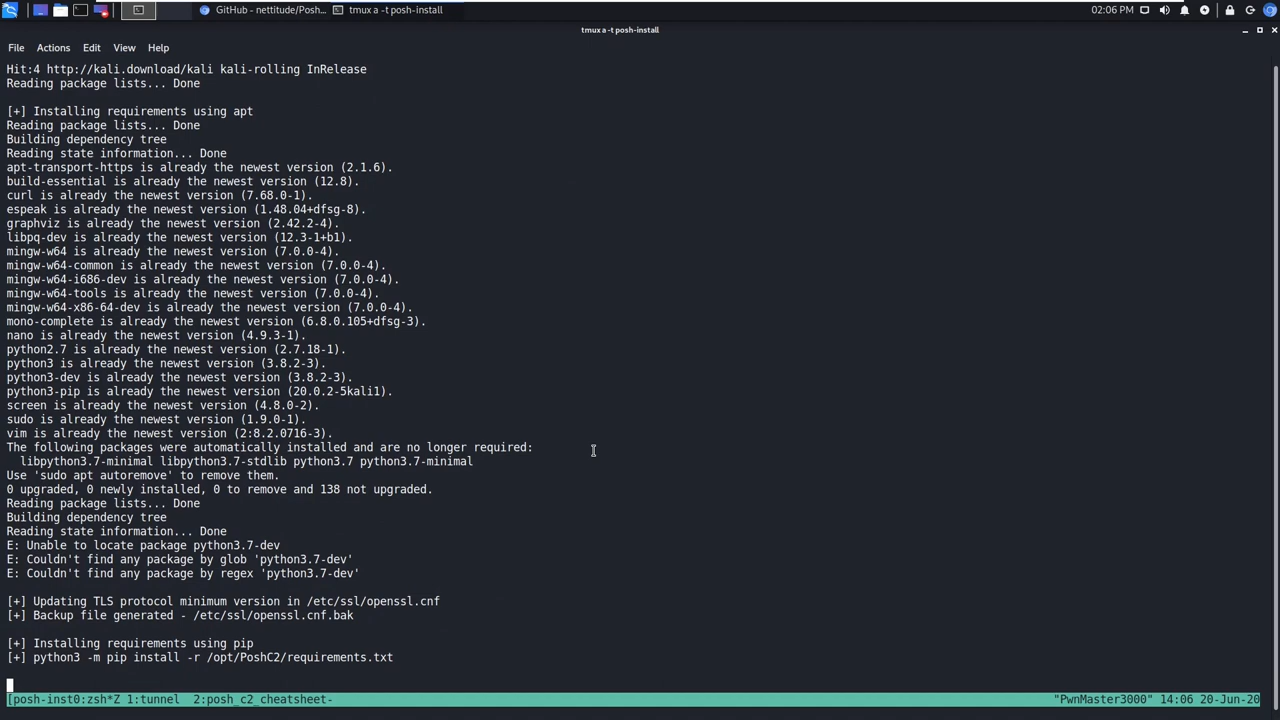 GitHub - nettitude/Posh...
tmux a -t posh-install
02:06 PM
tmux a -t posh-install
File Actions Edit View Help
Hit:4 http://kali.download/kali kali-rolling InRelease
Reading package lists... Done
[+] Installing requirements using apt
Reading package lists... Done
Building dependency tree
Reading state information... Done
apt-transport-https is already the newest version (2.1.6).
build-essential is already the newest version (12.8).
curl is already the newest version (7.68.0-1).
espeak is already the newest version (1.48.04+dfsg-8).
graphviz is already the newest version (2.42.2-4).
libpq-dev is already the newest version (12.3-1+b1).
mingw-w64 is already the newest version (7.0.0-4).
mingw-w64-common is already the newest version (7.0.0-4).
mingw-w64-i686-dev is already the newest version (7.0.0-4).
mingw-w64-tools is already the newest version (7.0.0-4).
mingw-w64-x86-64-dev is already the newest version (7.0.0-4).
mono-complete is already the newest version (6.8.0.105+dfsg-3).
nano is already the newest version (4.9.3-1).
python2.7 is already the newest version (2.7.18-1).
python3 is already the newest version (3.8.2-3).
python3-dev is already the newest version (3.8.2-3).
python3-pip is already the newest version (20.0.2-5kali1).
screen is already the newest version (4.8.0-2).
sudo is already the newest version (1.9.0-1).
vim is already the newest version (2:8.2.0716-3).
The following packages were automatically installed and are no longer required:
libpython3.7-minimal libpython3.7-stdlib python3.7 python3.7-minimal
Use 'sudo apt autoremove' to remove them.
0 upgraded, 0 newly installed, 0 to remove and 138 not upgraded.
Reading package lists... Done
Building dependency tree
Reading state information... Done
E: Unable to locate package python3.7-dev
E: Couldn't find any package by glob 'python3.7-dev'
E: Couldn't find any package by regex 'python3.7-dev'
[+] Updating TLS protocol minimum version in /etc/ssl/openssl.cnf
[+] Backup file generated - /etc/ssl/openssl.cnf.bak
[+] Installing requirements using pip
[+] python3 -m pip install -r /opt/PoshC2/requirements.txt
[posh-inst0:zsh*Z 1:tunnel 2:posh_c2_cheatsheet- "PwnMaster3000" 14:06 20-Jun-20